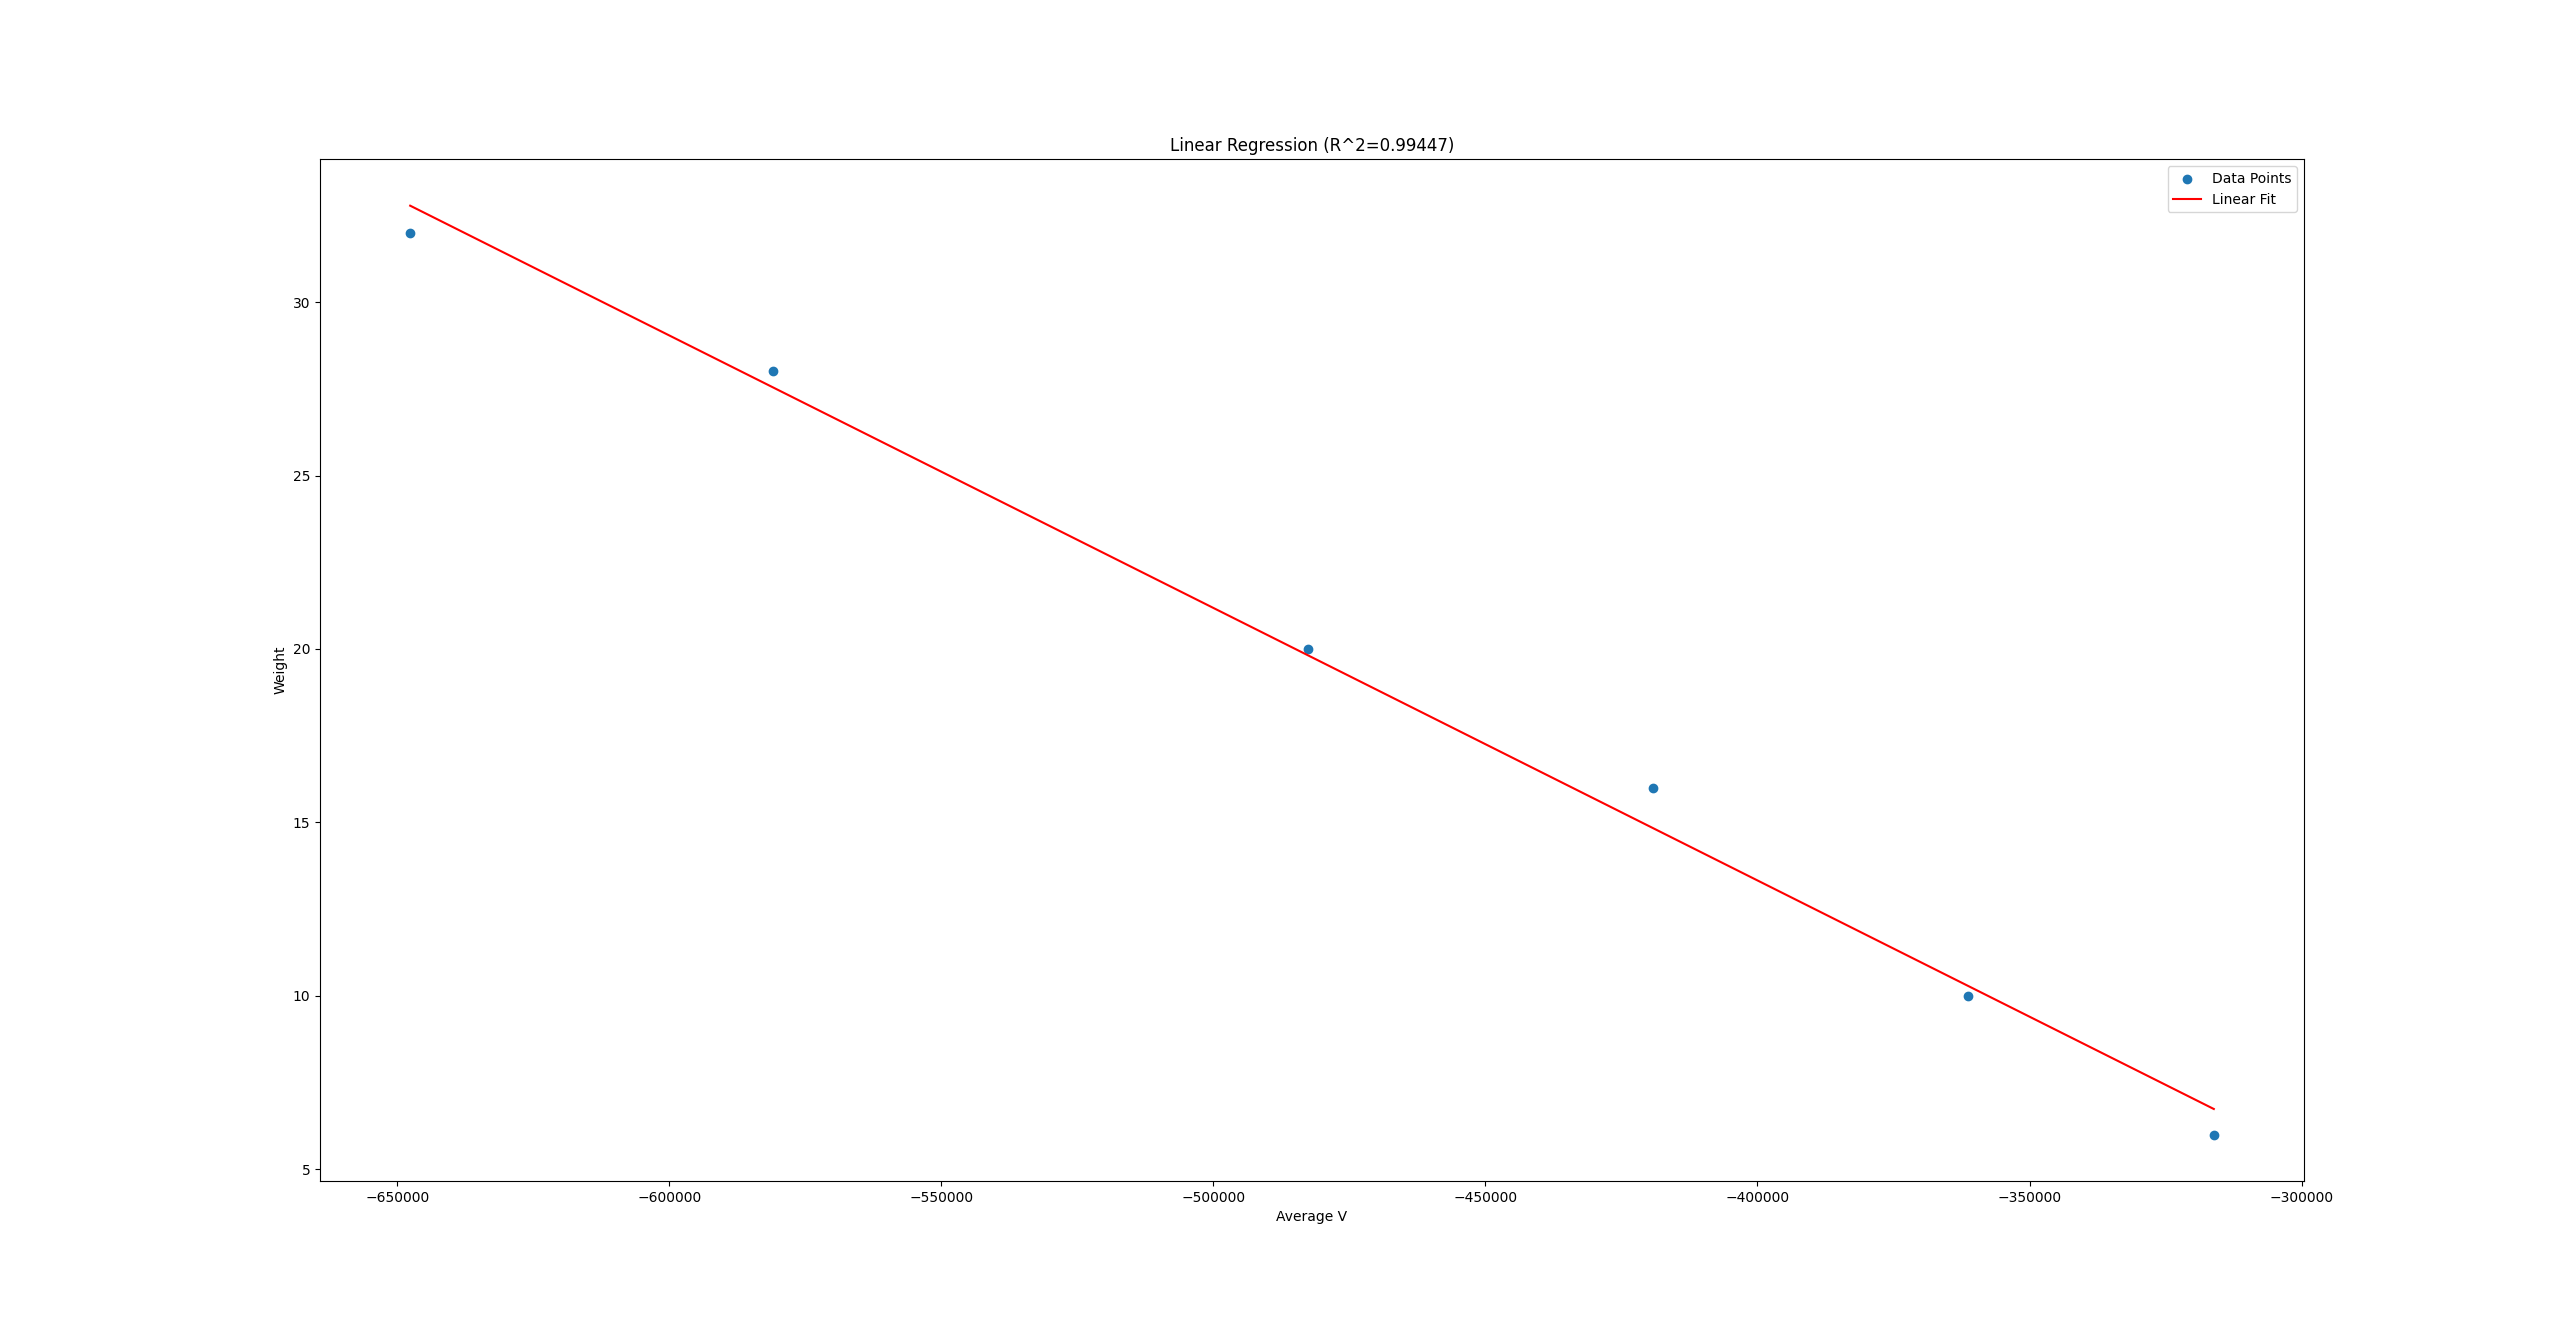 Linear Regression (R^2=0.99447)
Data Points
Linear Fit
30
25
20
15
10
5
Weight
−650000
−600000
−550000
−500000
−450000
−400000
−350000
−300000
Average V